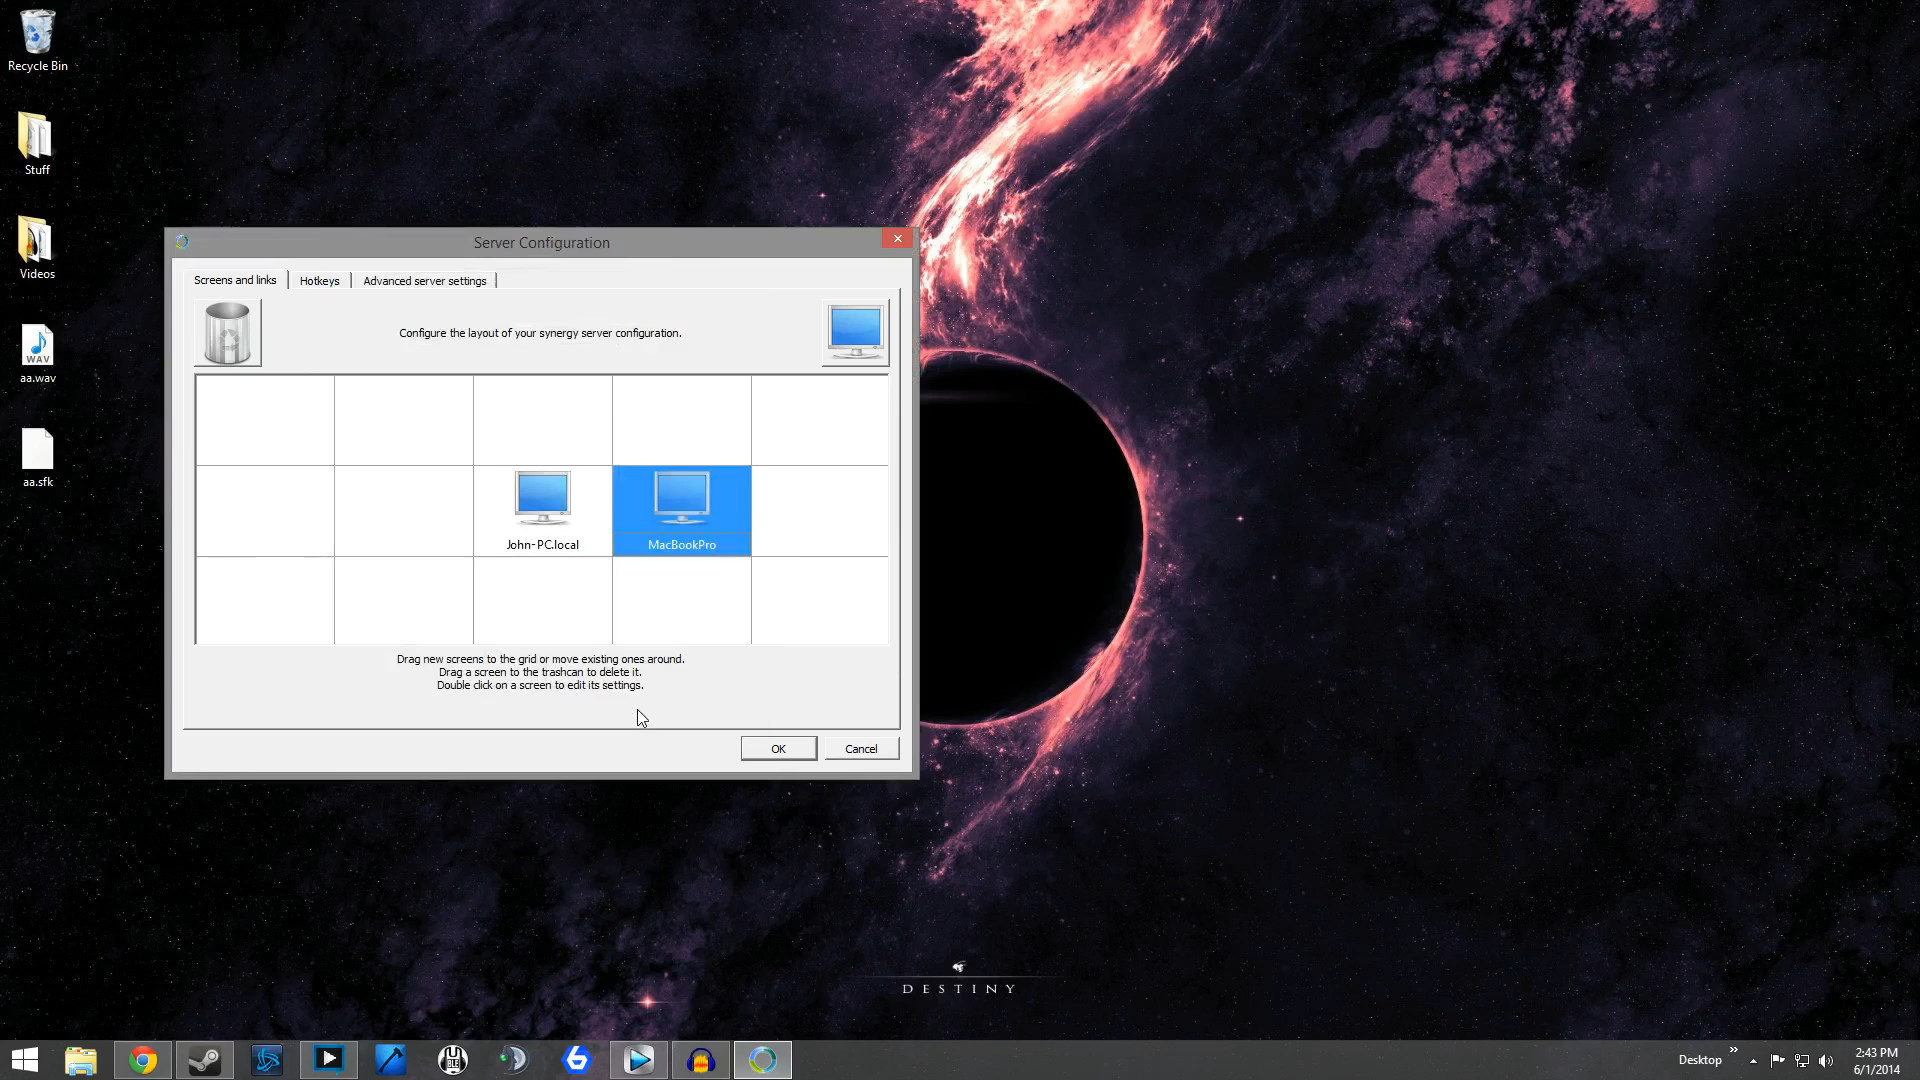 Recycle Bin
Stuff
Videos
WAV
aa.wav
aa.sfk
Server Configuration
Screens and links
Hotkeys
Advanced server settings
Configure the layout of your synergy server configuration.
John-PC.local
MacBookPro
Drag new screens to the grid or move existing ones around.
Drag a screen to the trashcan to delete it.
Double click on a screen to edit its settings.
OK
Cancel
DESTINY
Desktop
2:43 PM
6/1/2014